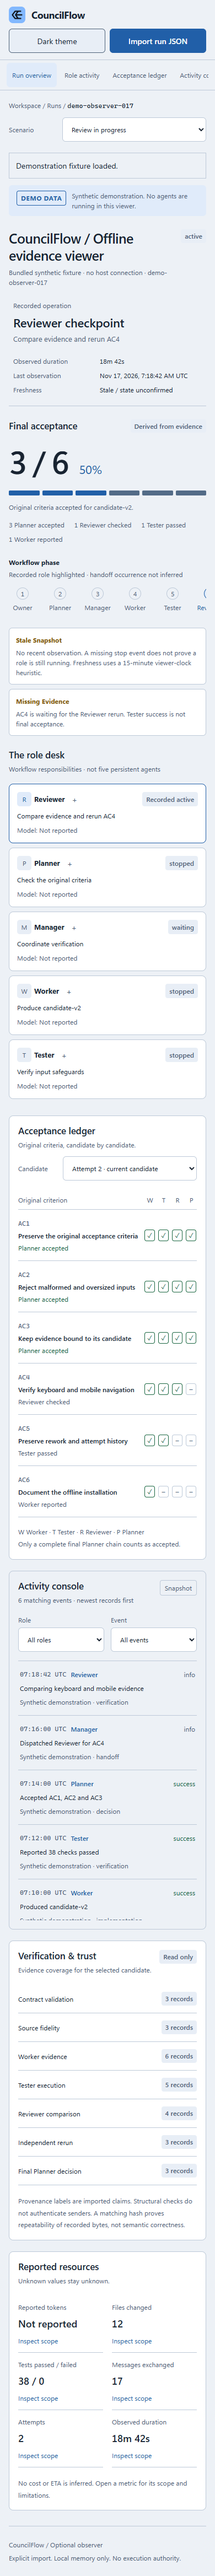 CouncilFlow
Dark theme
Import run JSON
Run overview
Role activity
Acceptance ledger
Activity co
Workspace / Runs / demo-observer-017
Scenario
Review in progress
Demonstration fixture loaded.
DEMO DATA
Synthetic demonstration. No agents are
running in this viewer.
CouncilFlow / Offline
evidence viewer
active
Bundled synthetic fixture · no host connection · demo-
observer-017
Recorded operation
Reviewer checkpoint
Compare evidence and rerun AC4
Observed duration
18m 42s
Last observation
Nov 17, 2026, 7:18:42 AM UTC
Freshness
Stale / state unconfirmed
Final acceptance
Derived from evidence
3 / 6
50%
Original criteria accepted for candidate-v2.
3 Planner accepted
1 Reviewer checked
1 Tester passed
1 Worker reported
Workflow phase
Recorded role highlighted · handoff occurrence not inferred
1
2
3
4
5
Owner
Planner
Manager
Worker
Tester
Rev
Stale Snapshot
No recent observation. A missing stop event does not prove a
role is still running. Freshness uses a 15-minute viewer-clock
heuristic.
Missing Evidence
AC4 is waiting for the Reviewer rerun. Tester success is not
final acceptance.
The role desk
Workflow responsibilities · not five persistent agents
R
Reviewer
+
Recorded active
Compare evidence and rerun AC4
Model: Not reported
P
Planner
+
stopped
Check the original criteria
Model: Not reported
M
Manager
+
waiting
Coordinate verification
Model: Not reported
W
Worker
+
stopped
Produce candidate-v2
Model: Not reported
T
Tester
+
stopped
Verify input safeguards
Model: Not reported
Acceptance ledger
Original criteria, candidate by candidate.
Candidate
Attempt 2 · current candidate
Original criterion
W T R P
AC1
Preserve the original acceptance criteria
✓ ✓ ✓ ✓
Planner accepted
AC2
Reject malformed and oversized inputs
✓ ✓ ✓ ✓
Planner accepted
AC3
Keep evidence bound to its candidate
✓ ✓ ✓ ✓
Planner accepted
AC4
Verify keyboard and mobile navigation
✓ ✓ ✓ –
Reviewer checked
AC5
Preserve rework and attempt history
✓ ✓ – –
Tester passed
AC6
Document the offline installation
✓ – – –
Worker reported
W Worker · T Tester · R Reviewer · P Planner
Only a complete final Planner chain counts as accepted.
Activity console
Snapshot
6 matching events · newest records first
Role
Event
All roles
All events
07:18:42 UTC Reviewer
info
Comparing keyboard and mobile evidence
Synthetic demonstration · verification
07:16:00 UTC Manager
info
Dispatched Reviewer for AC4
Synthetic demonstration · handoff
07:14:00 UTC Planner
success
Accepted AC1, AC2 and AC3
Synthetic demonstration · decision
07:12:00 UTC Tester
success
Reported 38 checks passed
Synthetic demonstration · verification
07:10:00 UTC Worker
success
Produced candidate-v2
Synthetic demonstration · implementation
Verification & trust
Read only
Evidence coverage for the selected candidate.
Contract validation
3 records
Source fidelity
3 records
Worker evidence
6 records
Tester execution
5 records
Reviewer comparison
4 records
Independent rerun
3 records
Final Planner decision
3 records
Provenance labels are imported claims. Structural checks do
not authenticate senders. A matching hash proves
repeatability of recorded bytes, not semantic correctness.
Reported resources
Unknown values stay unknown.
Reported tokens
Files changed
Not reported
12
Inspect scope
Inspect scope
Tests passed / failed
Messages exchanged
38 / 0
17
Inspect scope
Inspect scope
Attempts
Observed duration
2
18m 42s
Inspect scope
Inspect scope
No cost or ETA is inferred. Open a metric for its scope and
limitations.
CouncilFlow / Optional observer
Explicit import. Local memory only. No execution authority.